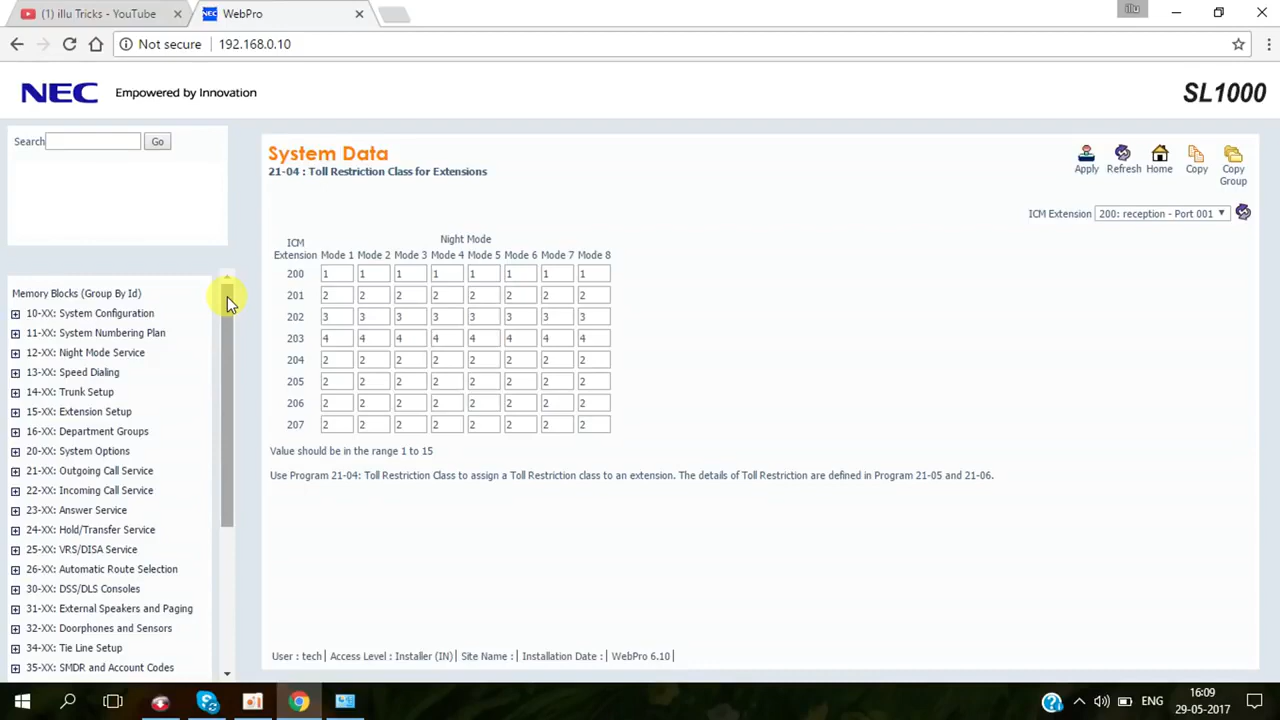 (1) illu Tricks - YouTube
WebPro
illu
Not secure
192.168.0.10
NEC
Empowered by Innovation
SL1000
Search
Go
System Data
21-04 : Toll Restriction Class for Extensions
Apply
Refresh
Home
Copy
Copy Group
ICM Extension
200: reception - Port 001
Night Mode
ICM Extension Mode 1 Mode 2 Mode 3 Mode 4 Mode 5 Mode 6 Mode 7 Mode 8
200 1 1 1 1 1 1 1 1
201 2 2 2 2 2 2 2 2
202 3 3 3 3 3 3 3 3
203 4 4 4 4 4 4 4 4
204 2 2 2 2 2 2 2 2
205 2 2 2 2 2 2 2 2
206 2 2 2 2 2 2 2 2
207 2 2 2 2 2 2 2 2
Value should be in the range 1 to 15
Use Program 21-04: Toll Restriction Class to assign a Toll Restriction class to an extension. The details of Toll Restriction are defined in Program 21-05 and 21-06.
Memory Blocks (Group By Id)
10-XX: System Configuration
11-XX: System Numbering Plan
12-XX: Night Mode Service
13-XX: Speed Dialing
14-XX: Trunk Setup
15-XX: Extension Setup
16-XX: Department Groups
20-XX: System Options
21-XX: Outgoing Call Service
22-XX: Incoming Call Service
23-XX: Answer Service
24-XX: Hold/Transfer Service
25-XX: VRS/DISA Service
26-XX: Automatic Route Selection
30-XX: DSS/DLS Consoles
31-XX: External Speakers and Paging
32-XX: Doorphones and Sensors
34-XX: Tie Line Setup
35-XX: SMDR and Account Codes
User : tech | Access Level : Installer (IN) | Site Name : | Installation Date : | WebPro 6.10 |
ENG
16:09
29-05-2017